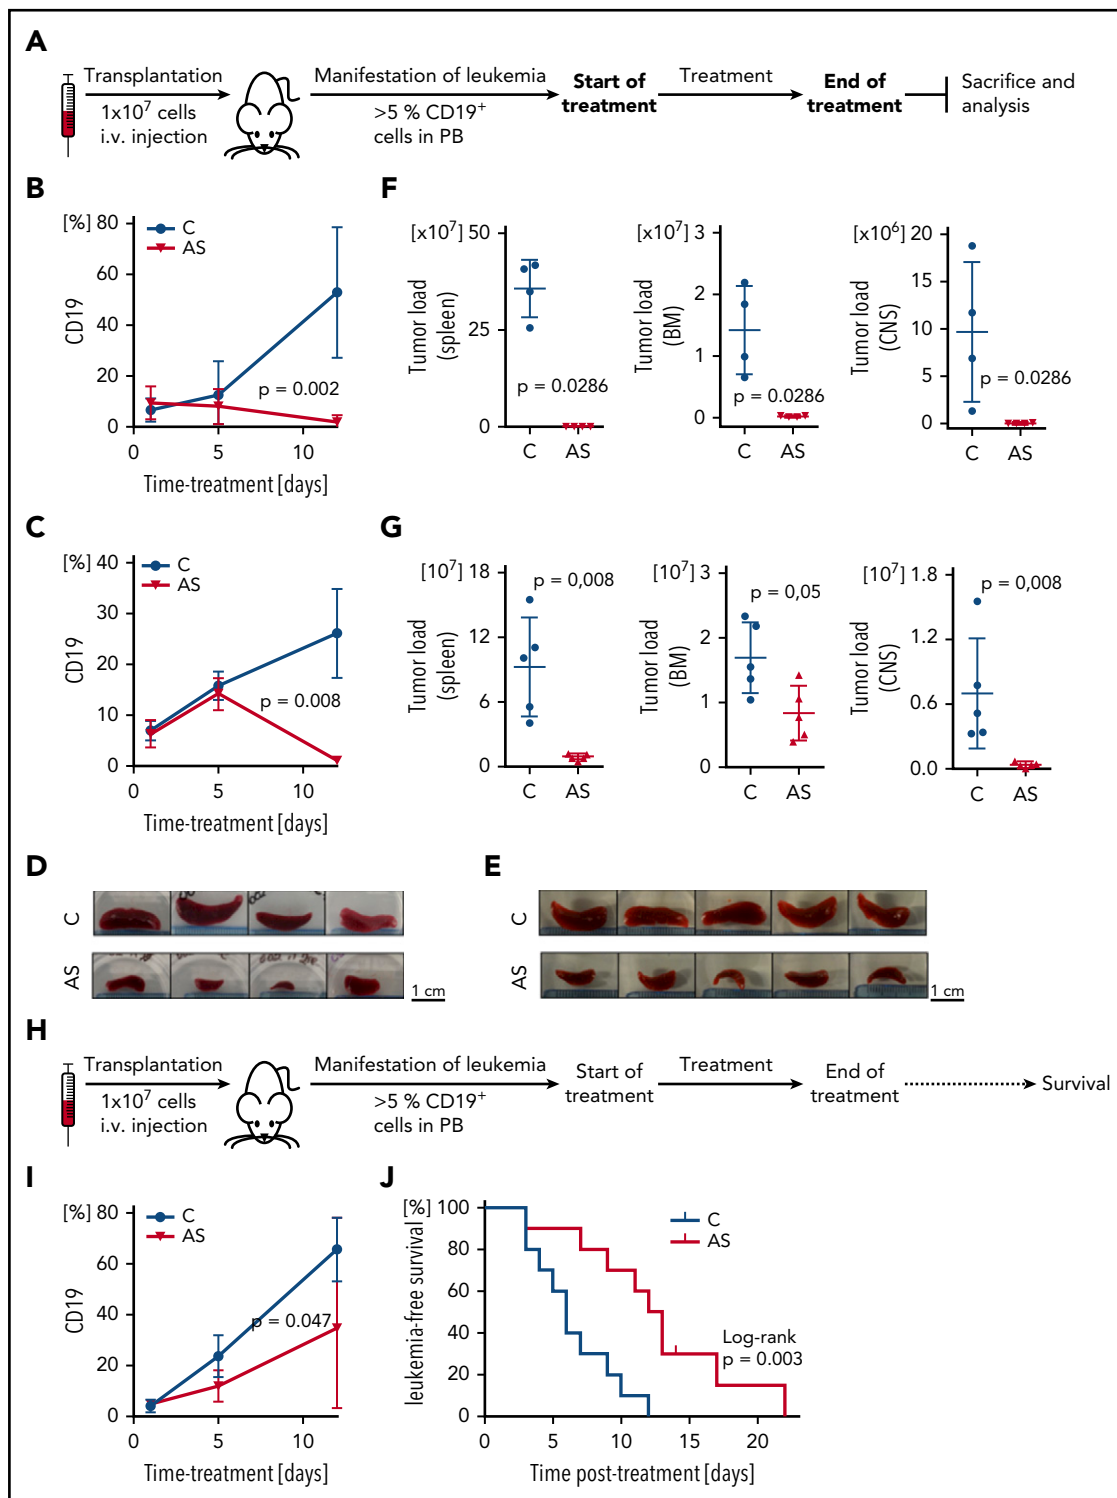 A
Transplantation
1x10⁷ cells
i.v. injection
Manifestation of leukemia
>5 % CD19⁺
cells in PB
Start of
treatment
Treatment
End of
treatment
Sacrifice and
analysis
B
[%] 80
60
40
20
0
CD19
C
AS
p = 0.002
0 5 10
Time-treatment [days]
F
[x10⁷] 50
25
0
Tumor load
(spleen)
p = 0.0286
C AS
[x10⁷] 3
2
1
0
Tumor load
(BM)
p = 0.0286
C AS
[x10⁶] 20
15
10
5
0
Tumor load
(CNS)
p = 0.0286
C AS
C
[%] 40
30
20
10
0
CD19
C
AS
p = 0.008
0 5 10
Time-treatment [days]
G
[10⁷] 18
12
6
0
Tumor load
(spleen)
p = 0,008
C AS
[10⁷] 3
2
1
0
Tumor load
(BM)
p = 0,05
C AS
[10⁷] 1.8
1.2
0.6
0.0
Tumor load
(CNS)
p = 0,008
C AS
D
C
AS
1 cm
E
C
AS
1 cm
H
Transplantation
1x10⁷ cells
i.v. injection
Manifestation of leukemia
>5 % CD19⁺
cells in PB
Start of
treatment
Treatment
End of
treatment
Survival
I
[%] 80
60
40
20
0
CD19
C
AS
p = 0.047
0 5 10
Time-treatment [days]
J
[%] 100
80
60
40
20
0
leukemia-free survival
C
AS
Log-rank
p = 0.003
0 5 10 15 20
Time post-treatment [days]